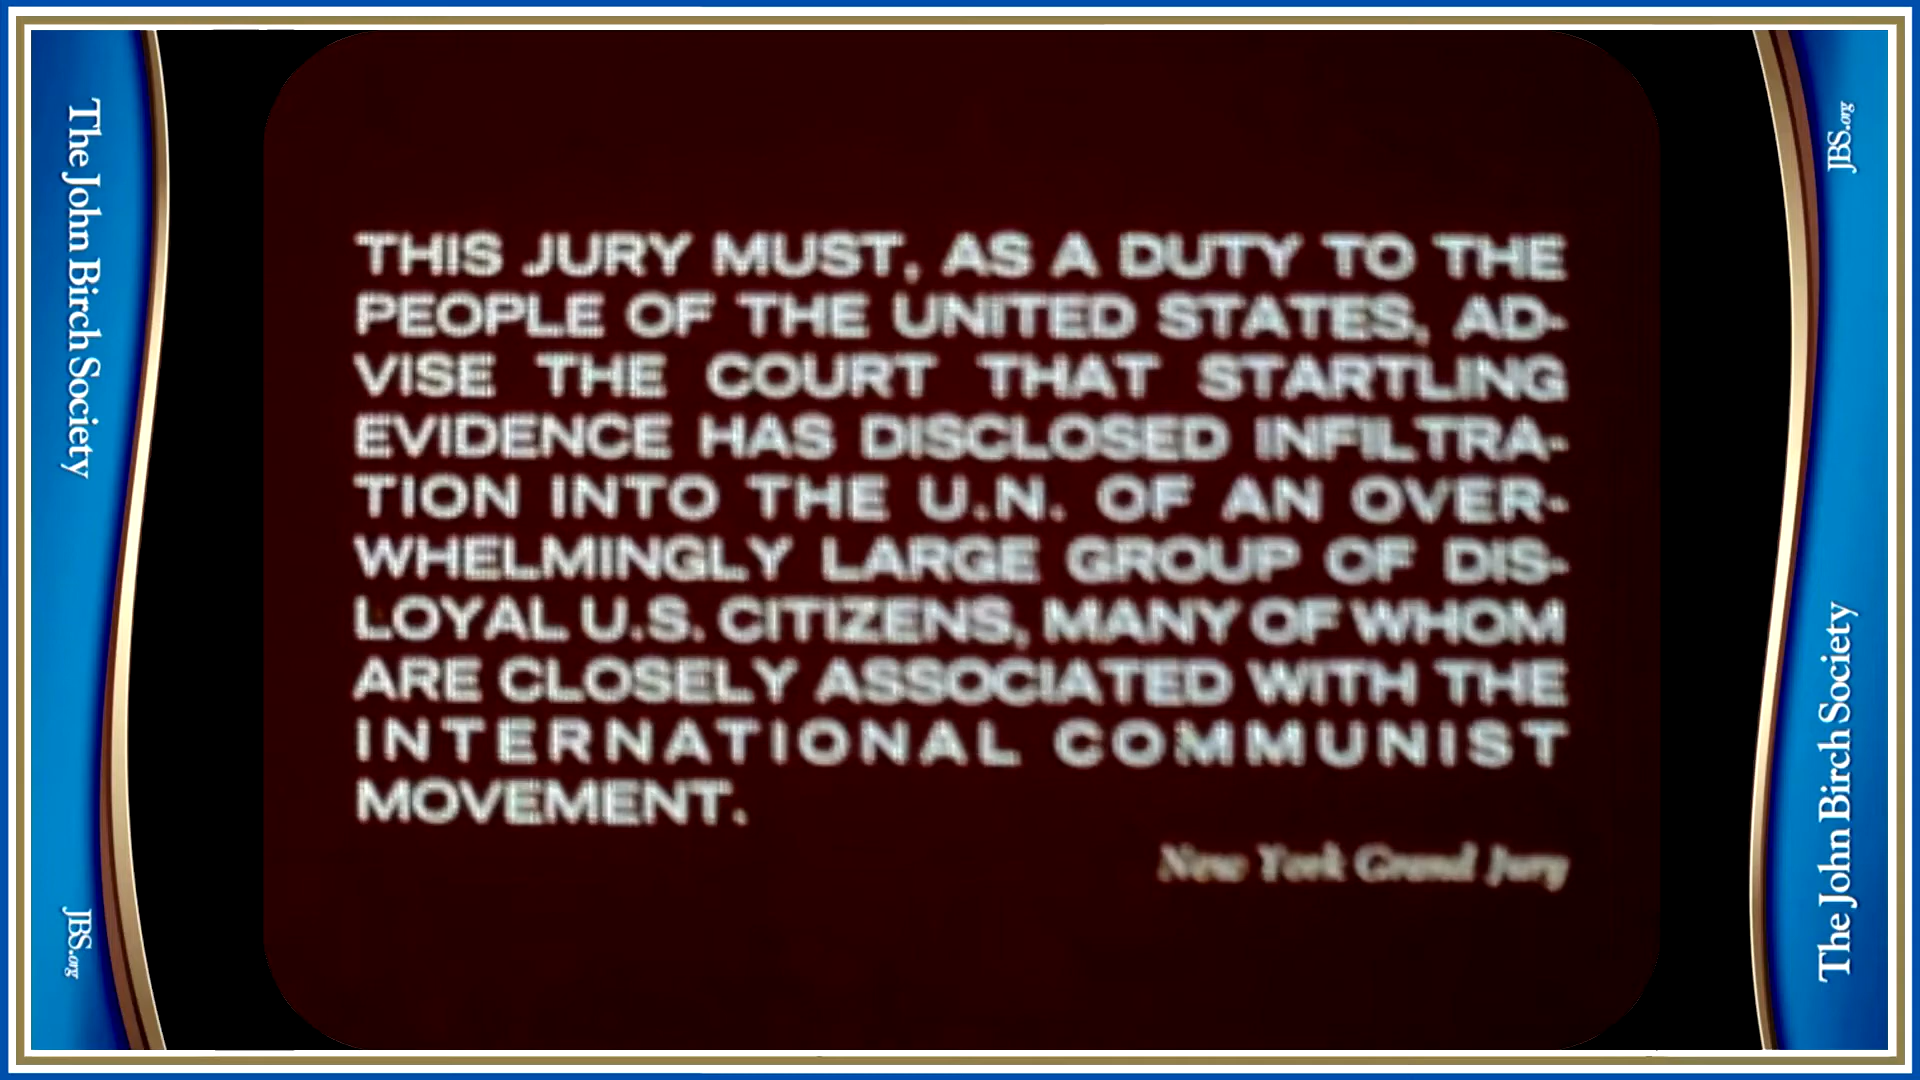 The John Birch Society
JBS.org
THIS JURY MUST, AS A DUTY TO THE
PEOPLE OF THE UNITED STATES, AD-
VISE THE COURT THAT STARTLING
EVIDENCE HAS DISCLOSED INFILTRA-
TION INTO THE U.N. OF AN OVER-
WHELMINGLY LARGE GROUP OF DIS-
LOYAL U.S. CITIZENS, MANY OF WHOM
ARE CLOSELY ASSOCIATED WITH THE
INTERNATIONAL COMMUNIST
MOVEMENT.
New York Grand Jury
JBS.org
The John Birch Society